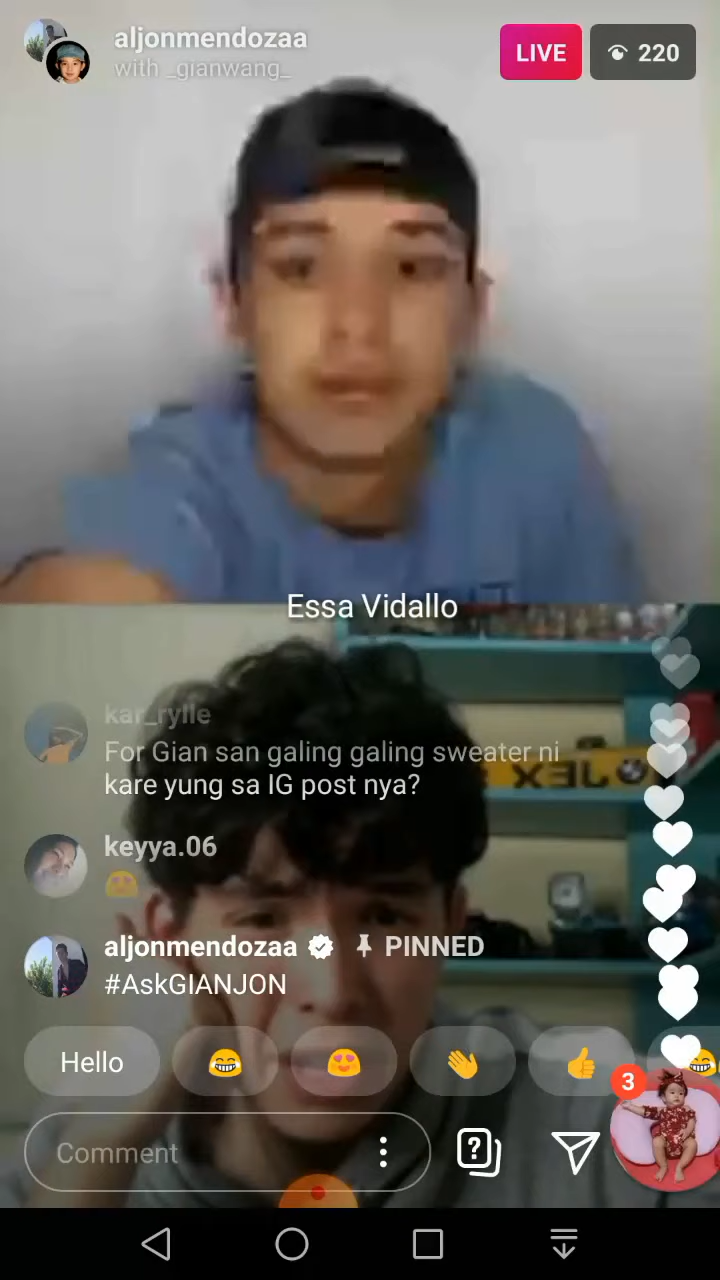 aljonmendozaa
with _gianwang_
LIVE
220
Essa Vidallo
kar_rylle
For Gian san galing galing sweater ni
kare yung sa IG post nya?
keyya.06
aljonmendozaa PINNED
#AskGIANJON
Hello
3
Comment